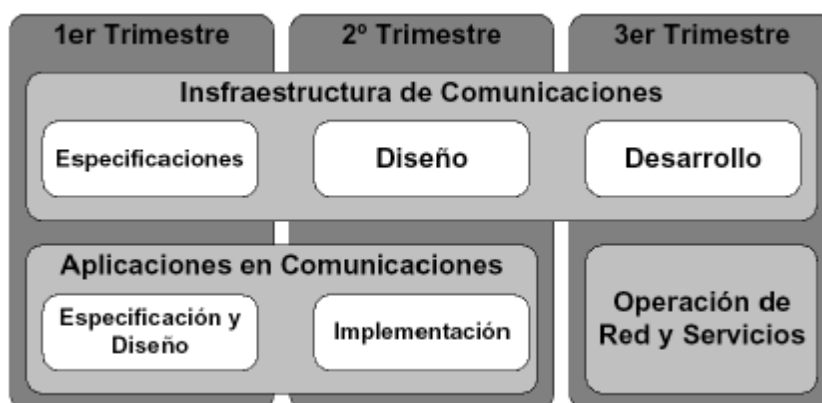 1er Trimestre
2º Trimestre
3er Trimestre
Insfraestructura de Comunicaciones
Especificaciones
Diseño
Desarrollo
Aplicaciones en Comunicaciones
Especificación y
Diseño
Implementación
Operación de
Red y Servicios